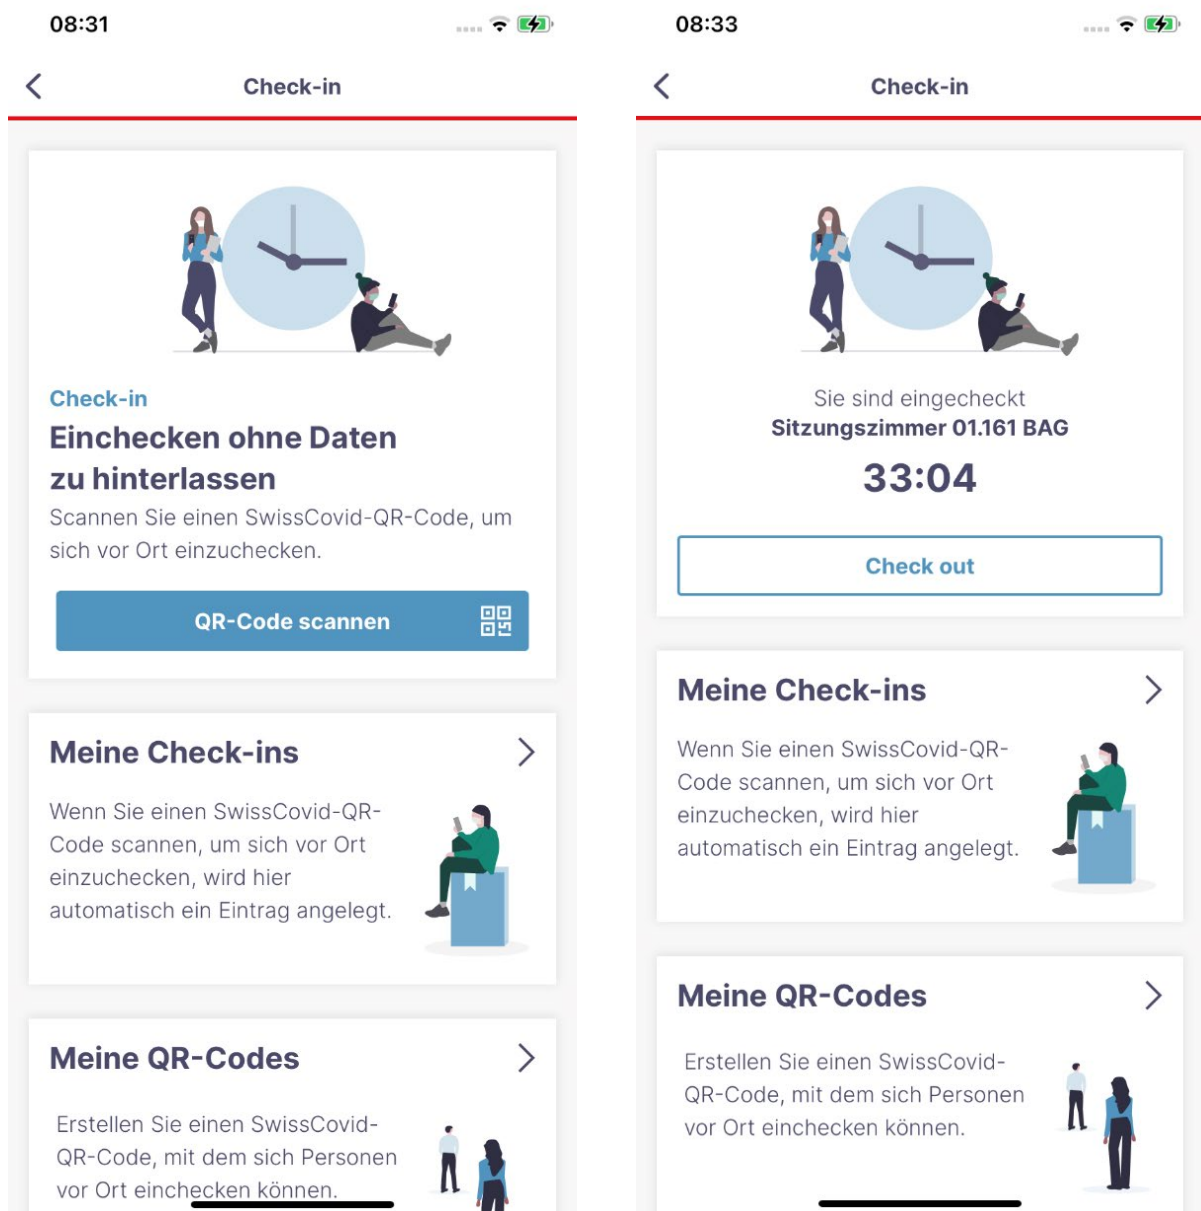 08:31
Check-in
Check-in
Einchecken ohne Daten
zu hinterlassen
Scannen Sie einen SwissCovid-QR-Code, um
sich vor Ort einzuchecken.
QR-Code scannen
Meine Check-ins
Wenn Sie einen SwissCovid-QR-
Code scannen, um sich vor Ort
einzuchecken, wird hier
automatisch ein Eintrag angelegt.
Meine QR-Codes
Erstellen Sie einen SwissCovid-
QR-Code, mit dem sich Personen
vor Ort einchecken können.
08:33
Check-in
Sie sind eingecheckt
Sitzungszimmer 01.161 BAG
33:04
Check out
Meine Check-ins
Wenn Sie einen SwissCovid-QR-
Code scannen, um sich vor Ort
einzuchecken, wird hier
automatisch ein Eintrag angelegt.
Meine QR-Codes
Erstellen Sie einen SwissCovid-
QR-Code, mit dem sich Personen
vor Ort einchecken können.